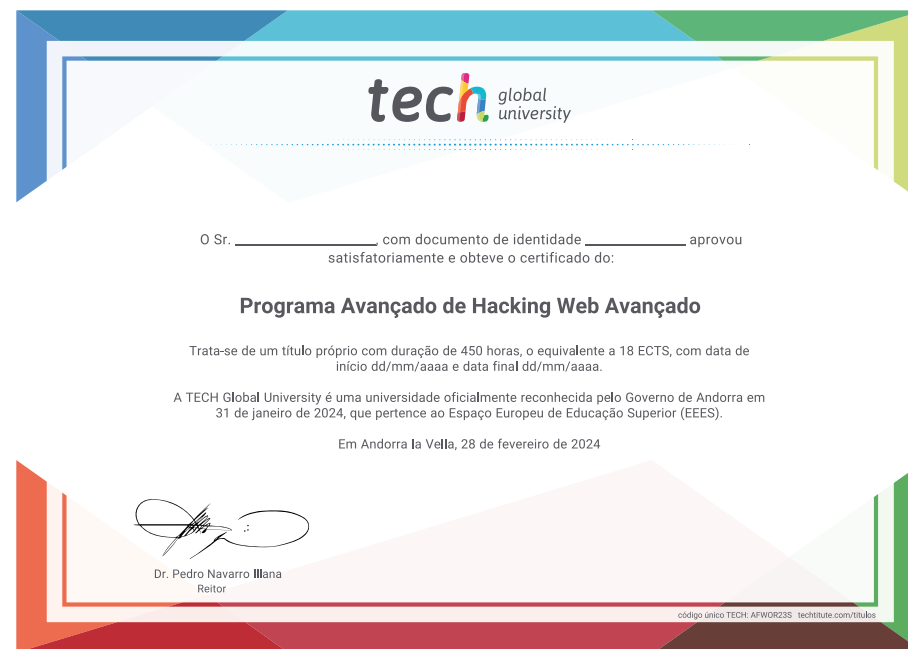 tech global university
O Sr. ________________, com documento de identidade ____________ aprovou
satisfatoriamente e obteve o certificado do:
Programa Avançado de Hacking Web Avançado
Trata-se de um título próprio com duração de 450 horas, o equivalente a 18 ECTS, com data de
início dd/mm/aaaa e data final dd/mm/aaaa.
A TECH Global University é uma universidade oficialmente reconhecida pelo Governo de Andorra em
31 de janeiro de 2024, que pertence ao Espaço Europeu de Educação Superior (EEES).
Em Andorra la Vella, 28 de fevereiro de 2024
Dr. Pedro Navarro Illana
Reitor
código único TECH: AFWOR23S techtitute.com/titulos